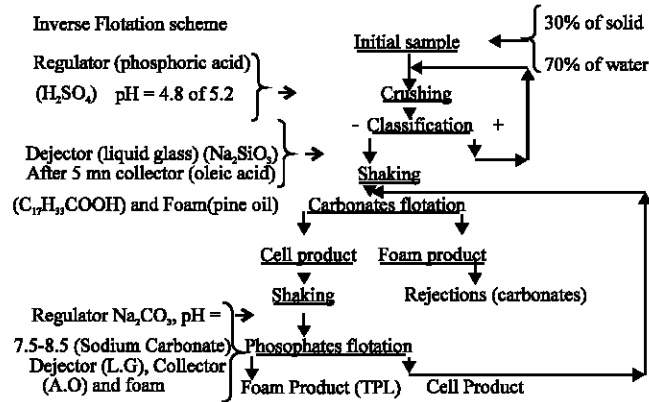 Inverse Flotation scheme
30% of solid
Initial sample
70% of water
Regulator (phosphoric acid)
(H₂SO₄) pH = 4.8 of 5.2
Crushing
- Classification +
Dejector (liquid glass) (Na₂SiO₃)
After 5 mn collector (oleic acid)
Shaking
(C₁₇H₃₃COOH) and Foam(pine oil)
Carbonates flotation
Cell product
Foam product
Shaking
Rejections (carbonates)
Regulator Na₂CO₃, pH =
7.5-8.5 (Sodium Carbonate)
Phosophates flotation
Dejector (L.G), Collector
(A.O) and foam
Foam Product (TPL)
Cell Product